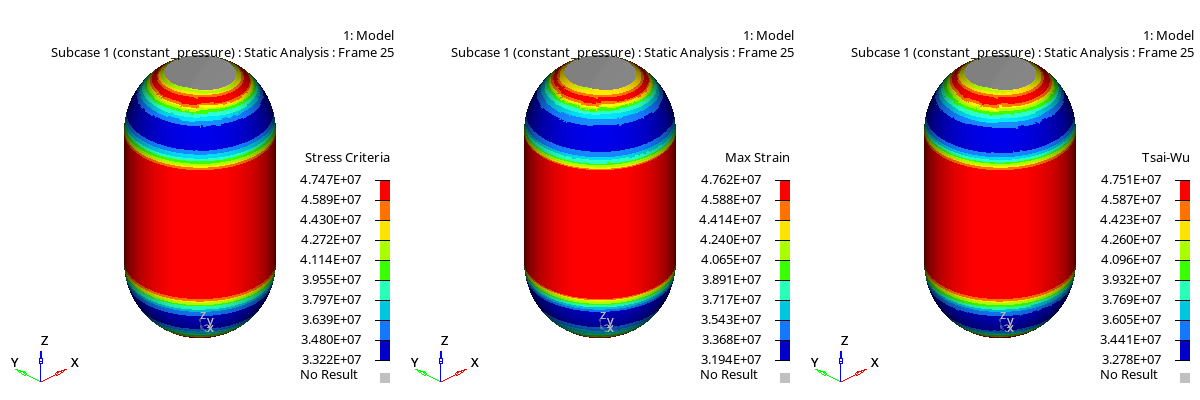 1: Model
Subcase 1 (constant_pressure) : Static Analysis : Frame 25
Stress Criteria
4.747E+07
4.589E+07
4.430E+07
4.272E+07
4.114E+07
3.955E+07
3.797E+07
3.639E+07
3.480E+07
3.322E+07
No Result
Z
Y
X
Z
Y
X
1: Model
Subcase 1 (constant_pressure) : Static Analysis : Frame 25
Max Strain
4.762E+07
4.588E+07
4.414E+07
4.240E+07
4.065E+07
3.891E+07
3.717E+07
3.543E+07
3.368E+07
3.194E+07
No Result
Z
Y
X
Z
Y
X
1: Model
Subcase 1 (constant_pressure) : Static Analysis : Frame 25
Tsai-Wu
4.751E+07
4.587E+07
4.423E+07
4.260E+07
4.096E+07
3.932E+07
3.769E+07
3.605E+07
3.441E+07
3.278E+07
No Result
Z
Y
X
Z
Y
X